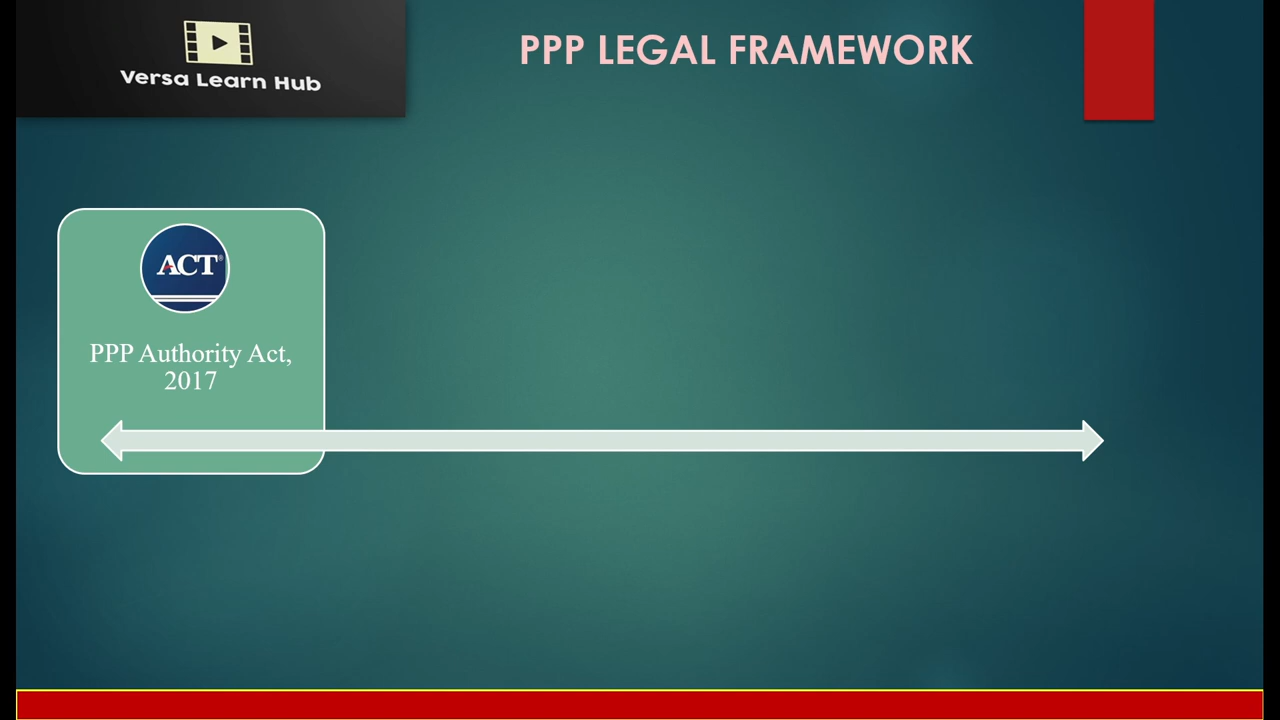 Versa Learn Hub
PPP LEGAL FRAMEWORK
ACT®
PPP Authority Act,
2017